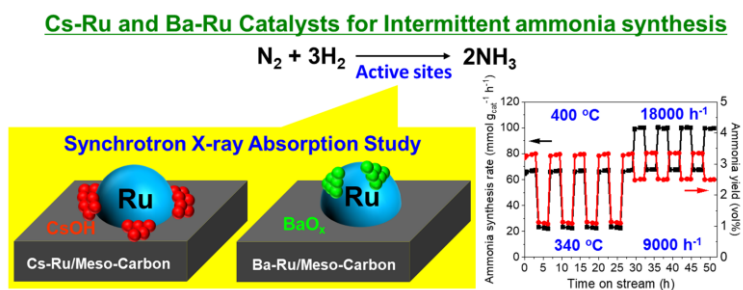 Cs-Ru and Ba-Ru Catalysts for Intermittent ammonia synthesis
N₂ + 3H₂ → 2NH₃
Active sites
Synchrotron X-ray Absorption Study
Ru
CsOH
Cs-Ru/Meso-Carbon
Ru
BaOₓ
Ba-Ru/Meso-Carbon
Ammonia synthesis rate (mmol g_cat⁻¹ h⁻¹)
120
100
80
60
40
20
0
400 °C
18000 h⁻¹
340 °C
9000 h⁻¹
5
4
3
2
1
0
Ammonia yield (vol%)
0 5 10 15 20 25 30 35 40 45 50
Time on stream (h)